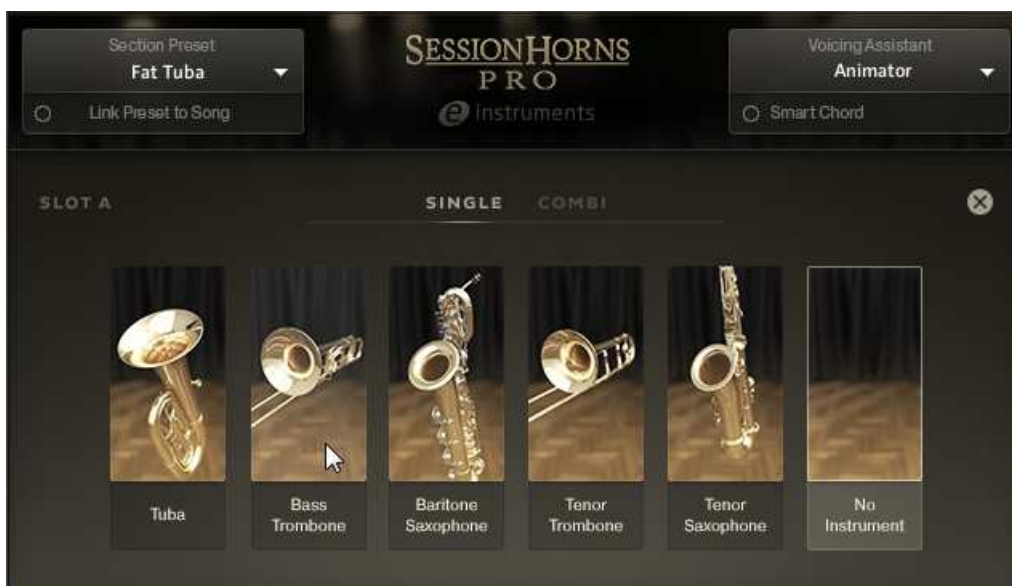 Section Preset
Fat Tuba
Link Preset to Song
SESSIONHORNS
PRO
e instruments
Voicing Assistant
Animator
Smart Chord
SLOT A
SINGLE
COMBI
Tuba
Bass
Trombone
Baritone
Saxophone
Tenor
Trombone
Tenor
Saxophone
No
Instrument